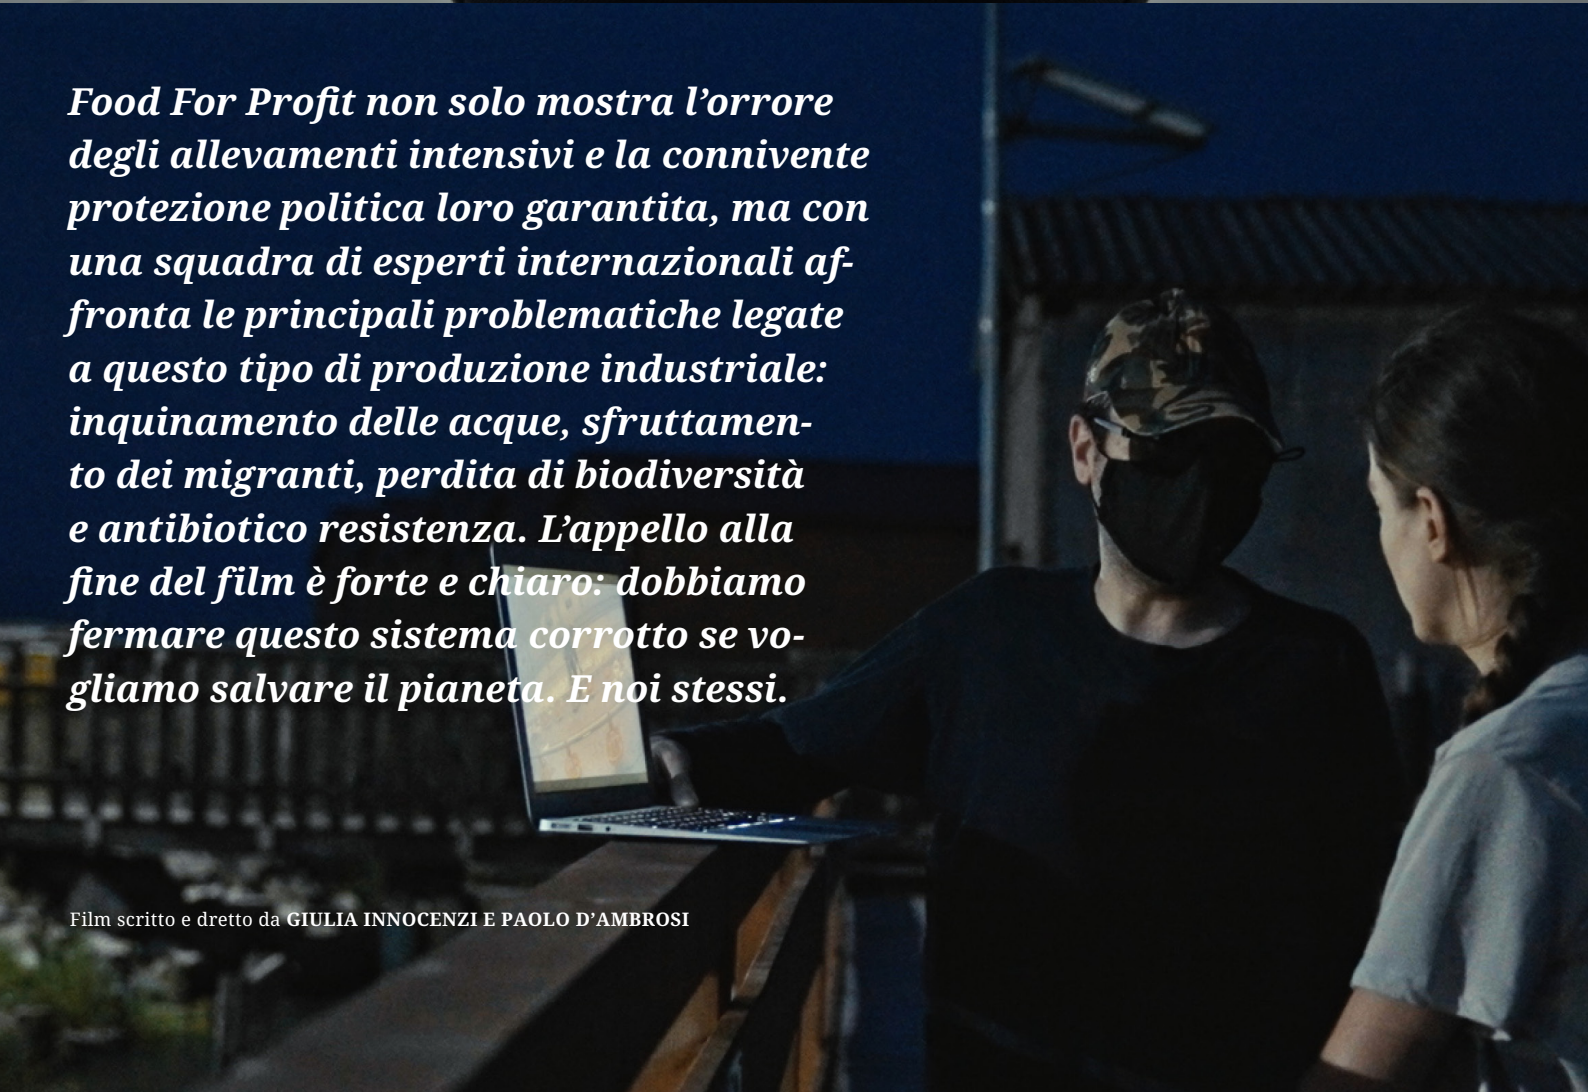 Food For Profit non solo mostra l’orrore
degli allevamenti intensivi e la connivente
protezione politica loro garantita, ma con
una squadra di esperti internazionali af-
fronta le principali problematiche legate
a questo tipo di produzione industriale:
inquinamento delle acque, sfruttamen-
to dei migranti, perdita di biodiversità
e antibiotico resistenza. L’appello alla
fine del film è forte e chiaro: dobbiamo
fermare questo sistema corrotto se vo-
gliamo salvare il pianeta. E noi stessi.
Film scritto e dretto da GIULIA INNOCENZI E PAOLO D’AMBROSI